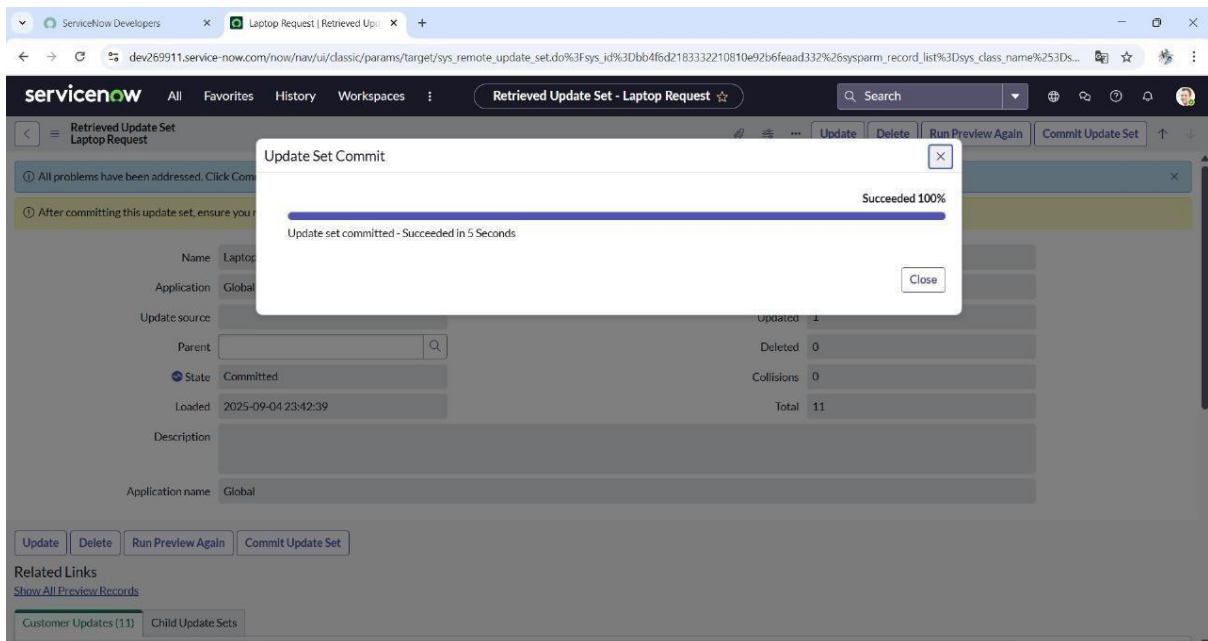 ServiceNow Developers
Laptop Request | Retrieved Upd
dev269911.service-now.com/now/nav/ui/classic/params/target/sys_remote_update_set.do%3Fsys_id%3Dbb4f6d2183332210810e92b6feaad332%26sysparm_record_list%3Dsys_class_name%253Ds...
servicenow All Favorites History Workspaces Retrieved Update Set - Laptop Request Search
Retrieved Update Set
Laptop Request
Update Delete Run Preview Again Commit Update Set
Update Set Commit
All problems have been addressed. Click Com
Succeeded 100%
After committing this update set, ensure you
Update set committed - Succeeded in 5 Seconds
Name Laptop
Close
Application Global
Update source
Updated 1
Parent
Deleted 0
State Committed
Collisions 0
Loaded 2025-09-04 23:42:39
Total 11
Description
Application name Global
Update Delete Run Preview Again Commit Update Set
Related Links
Show All Preview Records
Customer Updates (11) Child Update Sets